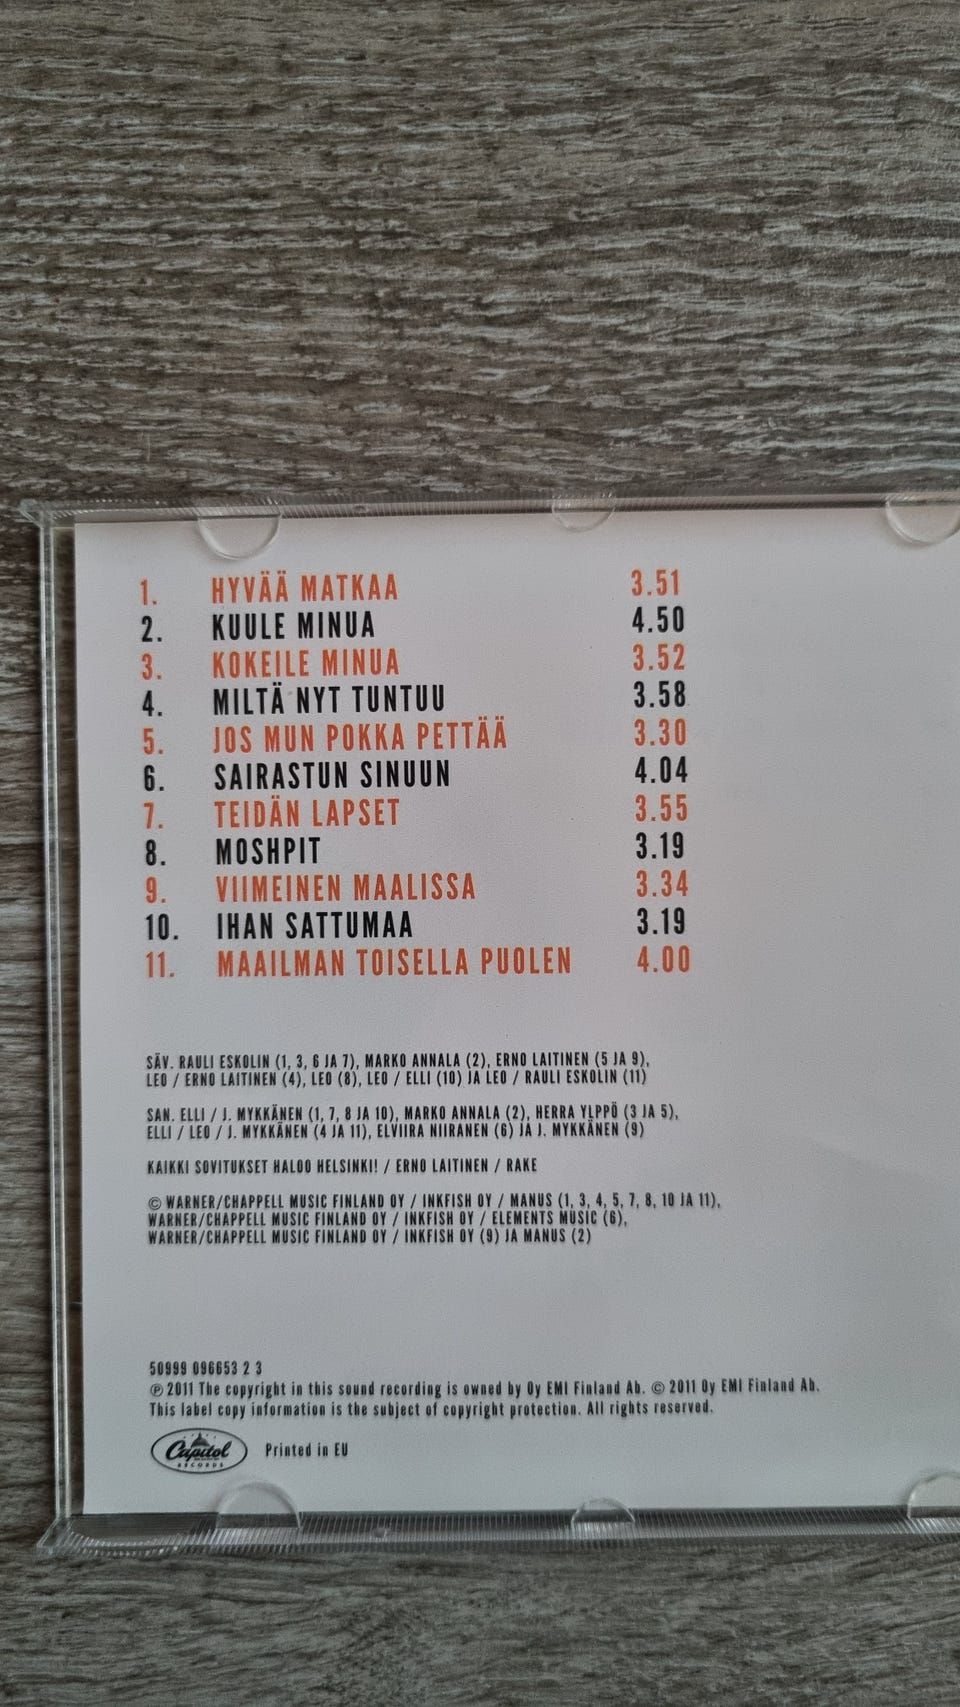 1. HYVÄÄ MATKAA 3.51
2. KUULE MINUA 4.50
3. KOKEILE MINUA 3.52
4. MILTÄ NYT TUNTUU 3.58
5. JOS MUN POKKA PETTÄÄ 3.30
6. SAIRASTUN SINUUN 4.04
7. TEIDÄN LAPSET 3.55
8. MOSHPIT 3.19
9. VIIMEINEN MAALISSA 3.34
10. IHAN SATTUMAA 3.19
11. MAAILMAN TOISELLA PUOLEN 4.00
SÄV. RAULI ESKOLIN (1, 3, 6 JA 7), MARKO ANNALA (2), ERNO LAITINEN (5 JA 9),
LEO / ERNO LAITINEN (4), LEO (8), LEO / ELLI (10) JA LEO / RAULI ESKOLIN (11)
SAN. ELLI / J. MYKKÄNEN (1, 7, 8 JA 10), MARKO ANNALA (2), HERRA YLPPÖ (3 JA 5),
ELLI / LEO / J. MYKKÄNEN (4 JA 11), ELVIIRA NIIRANEN (6) JA J. MYKKÄNEN (9)
KAIKKI SOVITUKSET HALOO HELSINKI! / ERNO LAITINEN / RAKE
© WARNER/CHAPPELL MUSIC FINLAND OY / INKFISH OY / MANUS (1, 3, 4, 5, 7, 8, 10 JA 11),
WARNER/CHAPPELL MUSIC FINLAND OY / INKFISH OY / ELEMENTS MUSIC (6),
WARNER/CHAPPELL MUSIC FINLAND OY / INKFISH OY (9) JA MANUS (2)
50999 096653 2 3
℗ 2011 The copyright in this sound recording is owned by Oy EMI Finland Ab. © 2011 Oy EMI Finland Ab.
This label copy information is the subject of copyright protection. All rights reserved.
Capitol RECORDS Printed in EU